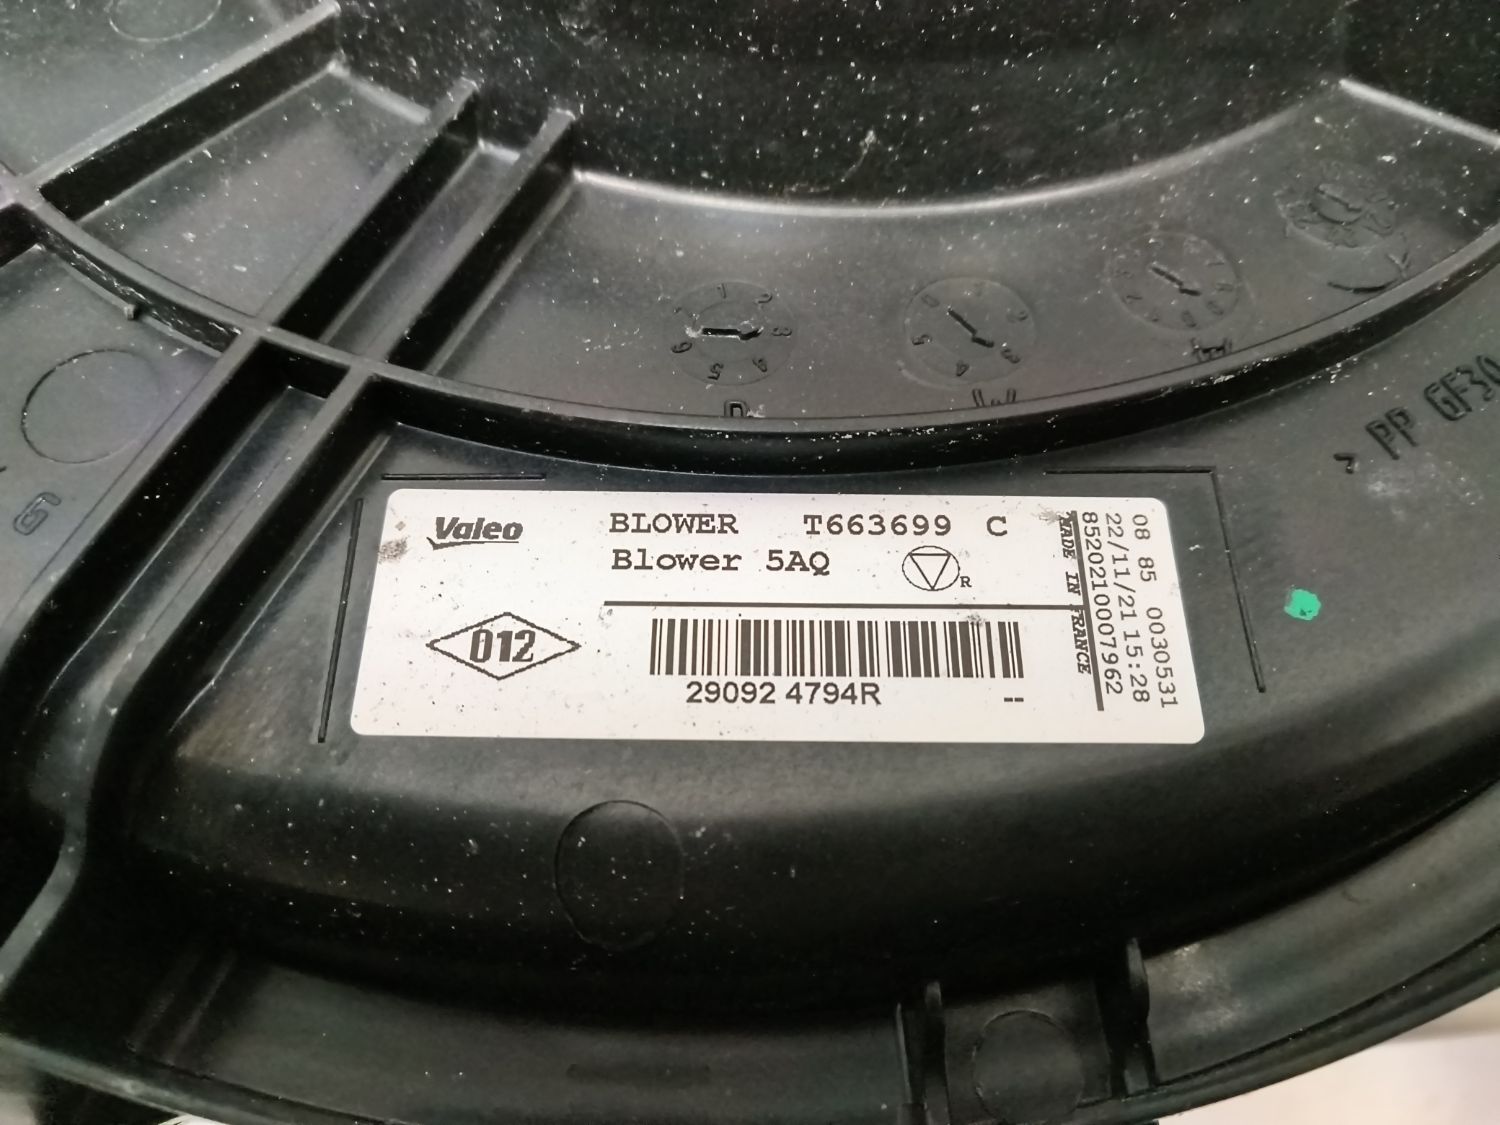 Valeo
BLOWER T663699 C
Blower 5AQ
R
012
29092 4794R --
MADE IN FRANCE
8520210007962
22/11/21 15:28
08 85 0030531
> PP GF30